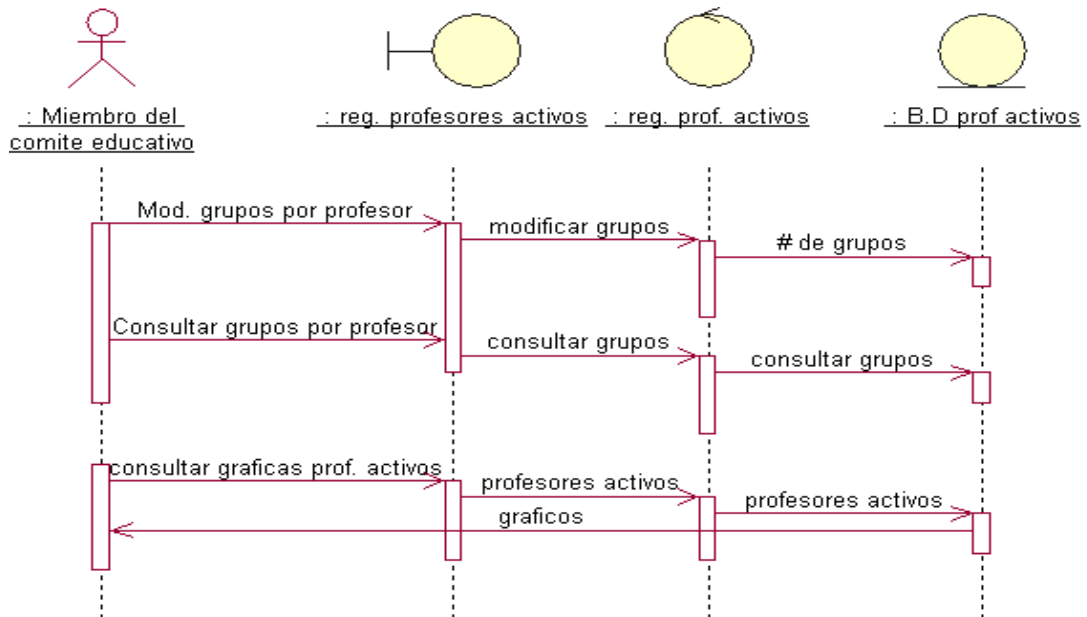 : Miembro del
comite educativo
: reg. profesores activos
: reg. prof. activos
: B.D prof activos
Mod. grupos por profesor
modificar grupos
# de grupos
Consultar grupos por profesor
consultar grupos
consultar grupos
consultar graficas prof. activos
profesores activos
profesores activos
graficos